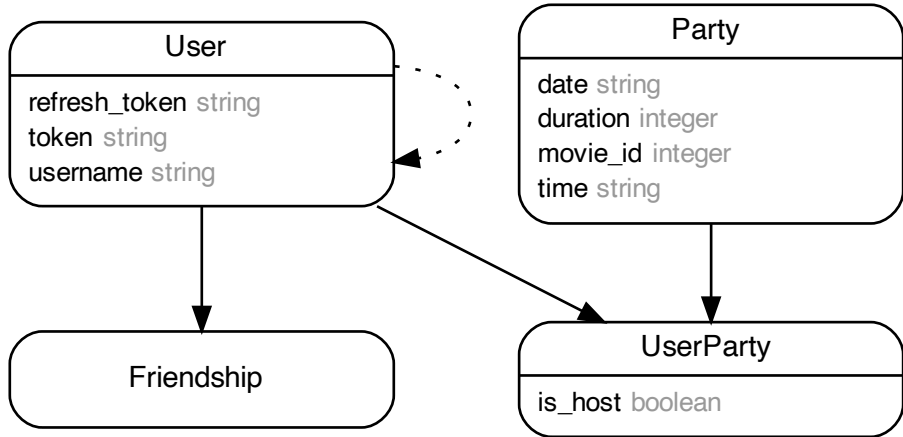 User
refresh_token string
token string
username string
Party
date string
duration integer
movie_id integer
time string
Friendship
UserParty
is_host boolean